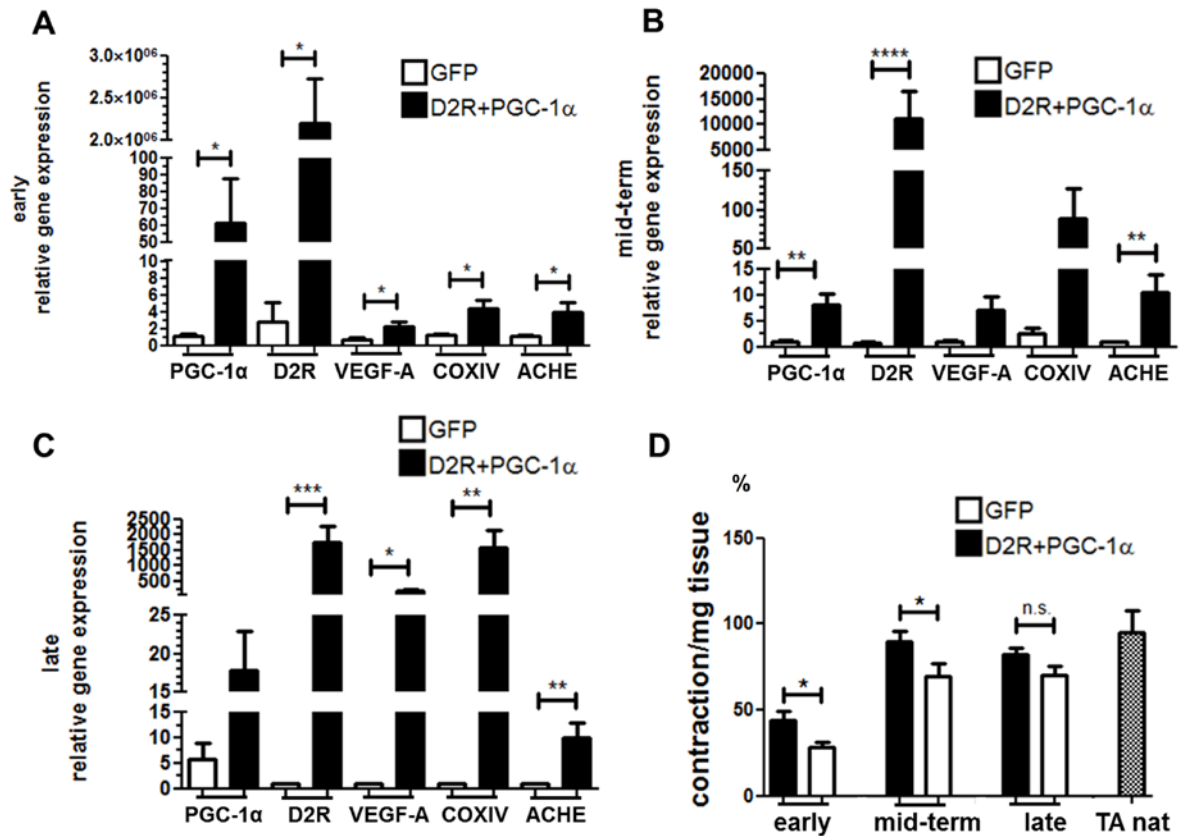 A
early
relative gene expression
3.0×10⁰⁶
2.5×10⁰⁶
2.0×10⁰⁶
100
90
80
70
60
50
10
8
6
4
2
0
*
*
*
*
*
GFP
D2R+PGC-1α
PGC-1α D2R VEGF-A COXIV ACHE
B
mid-term
relative gene expression
20000
15000
10000
5000
150
100
50
15
10
5
0
**
****
**
GFP
D2R+PGC-1α
PGC-1α D2R VEGF-A COXIV ACHE
C
late
relative gene expression
2500
2000
1500
1000
500
25
20
15
15
10
5
0
***
*
**
**
GFP
D2R+PGC-1α
PGC-1α D2R VEGF-A COXIV ACHE
D
%
contraction/mg tissue
150
100
50
0
*
*
n.s.
GFP
D2R+PGC-1α
early mid-term late TA nat